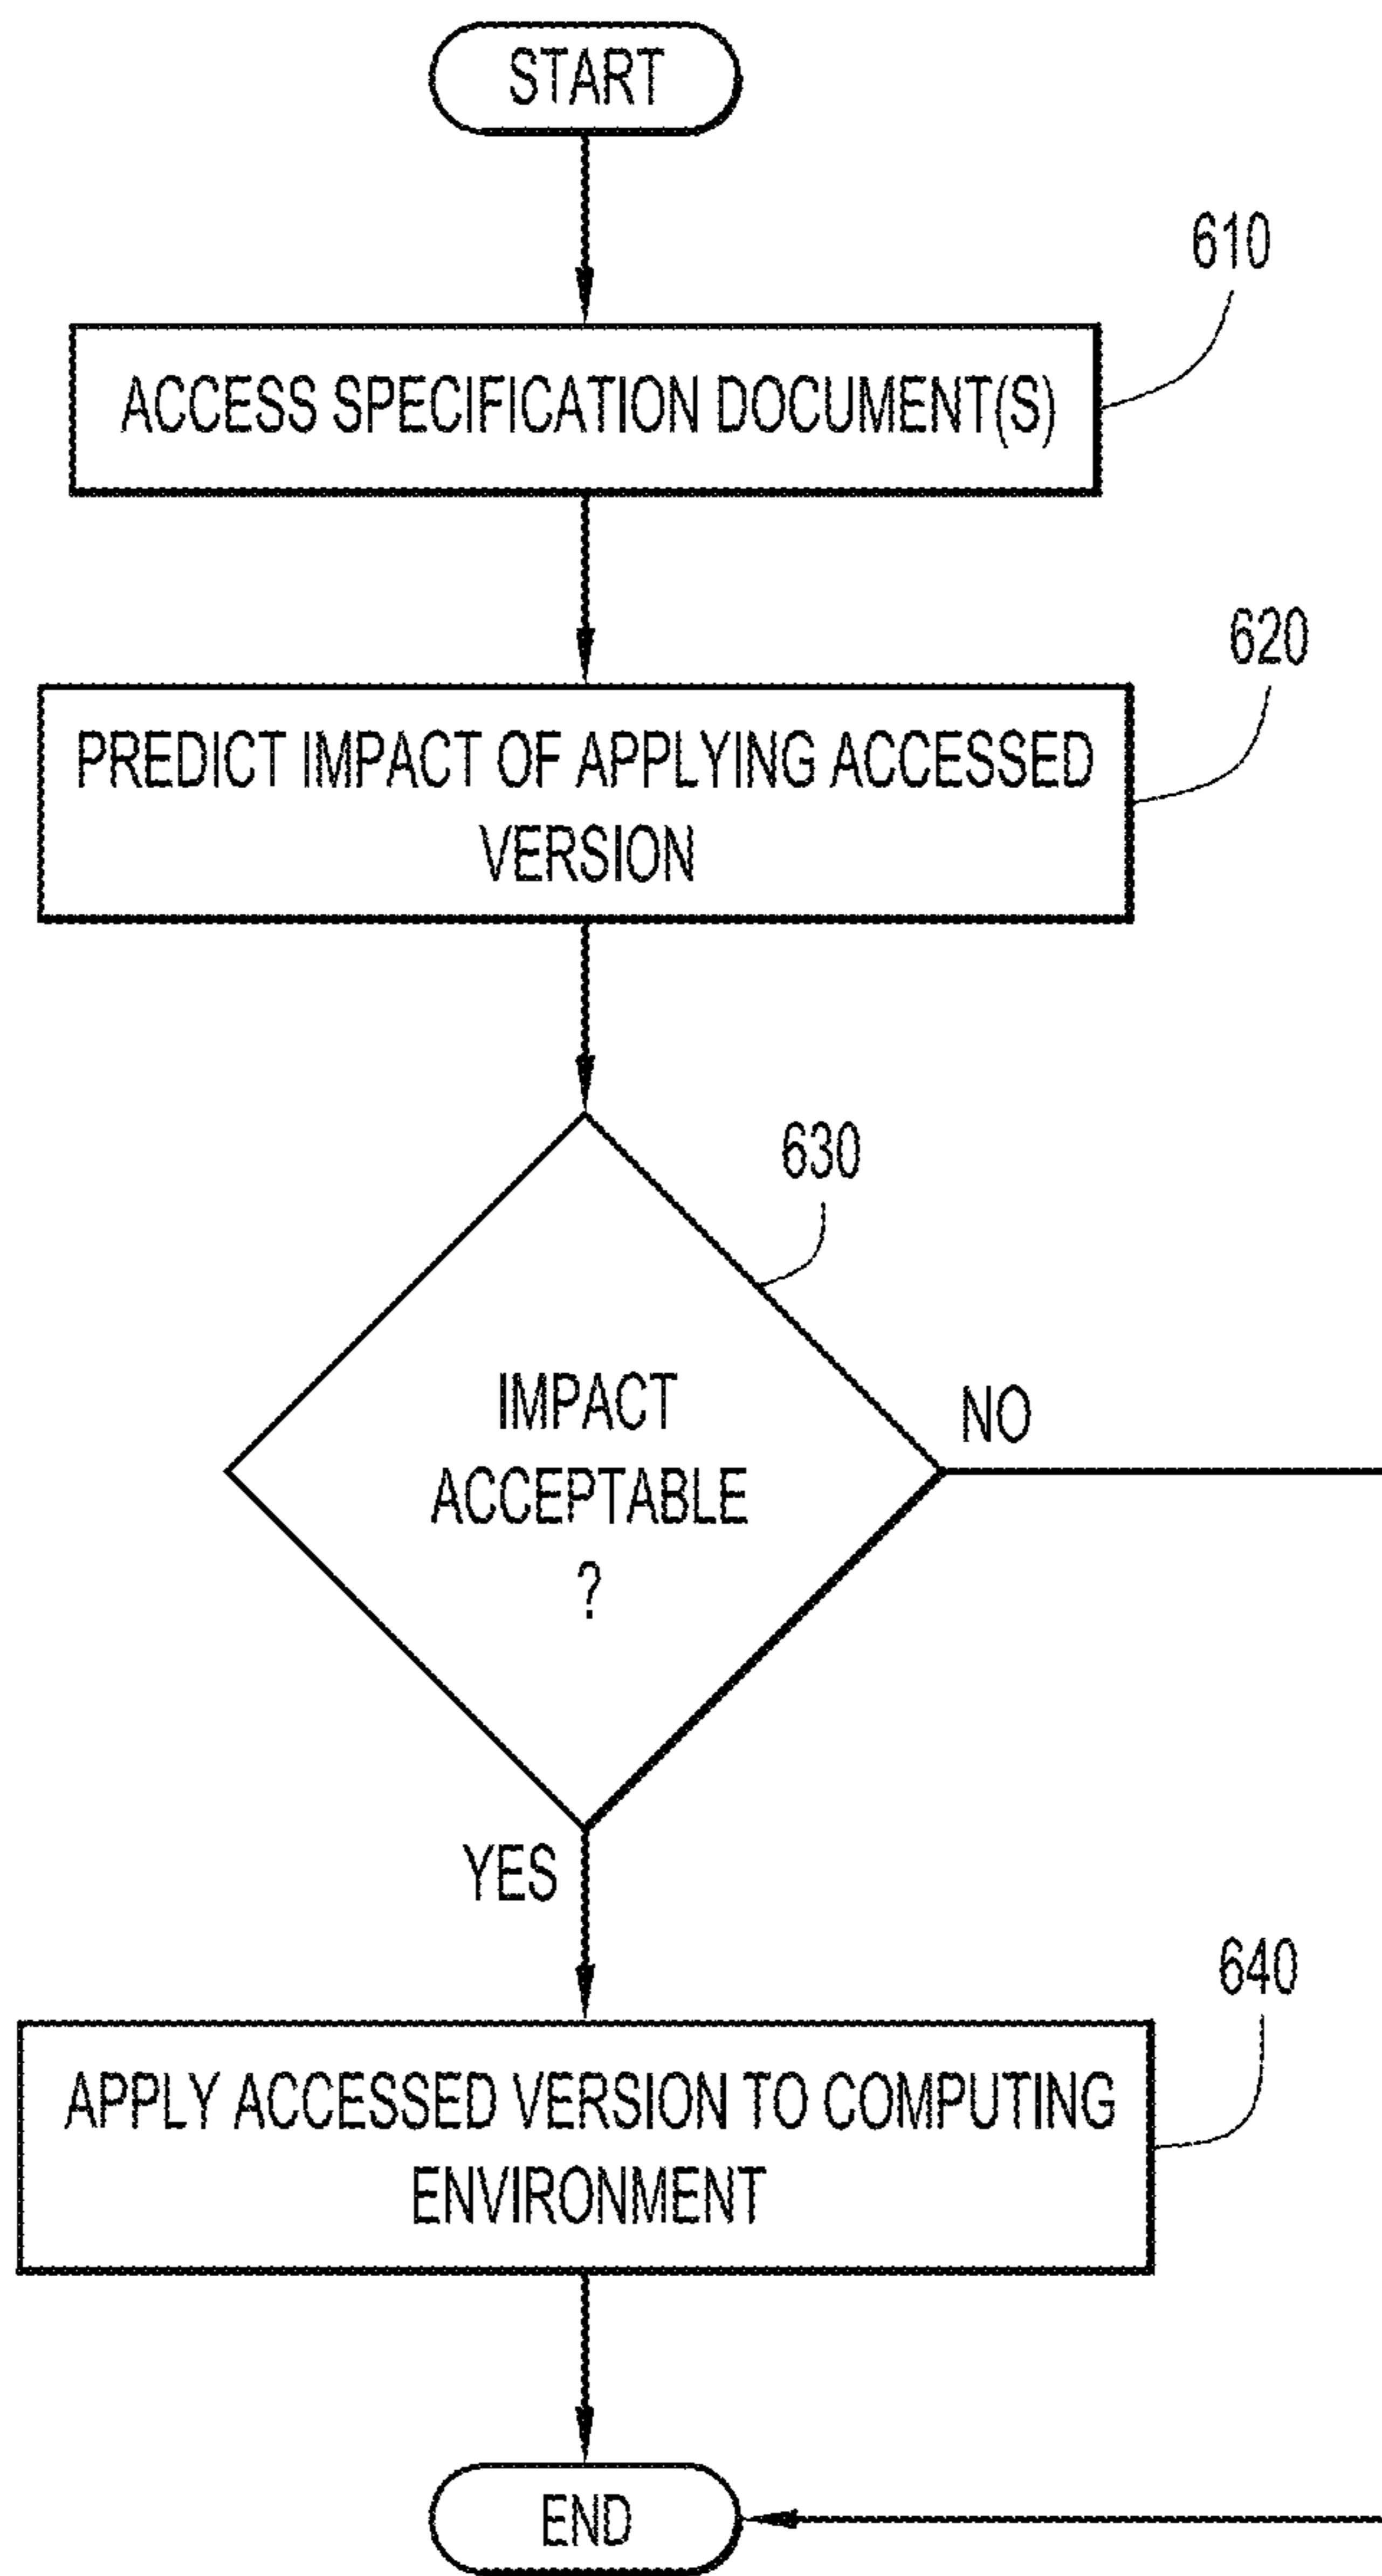 START
610
ACCESS SPECIFICATION DOCUMENT(S)
620
PREDICT IMPACT OF APPLYING ACCESSED
VERSION
630
IMPACT
ACCEPTABLE
?
NO
YES
640
APPLY ACCESSED VERSION TO COMPUTING
ENVIRONMENT
END